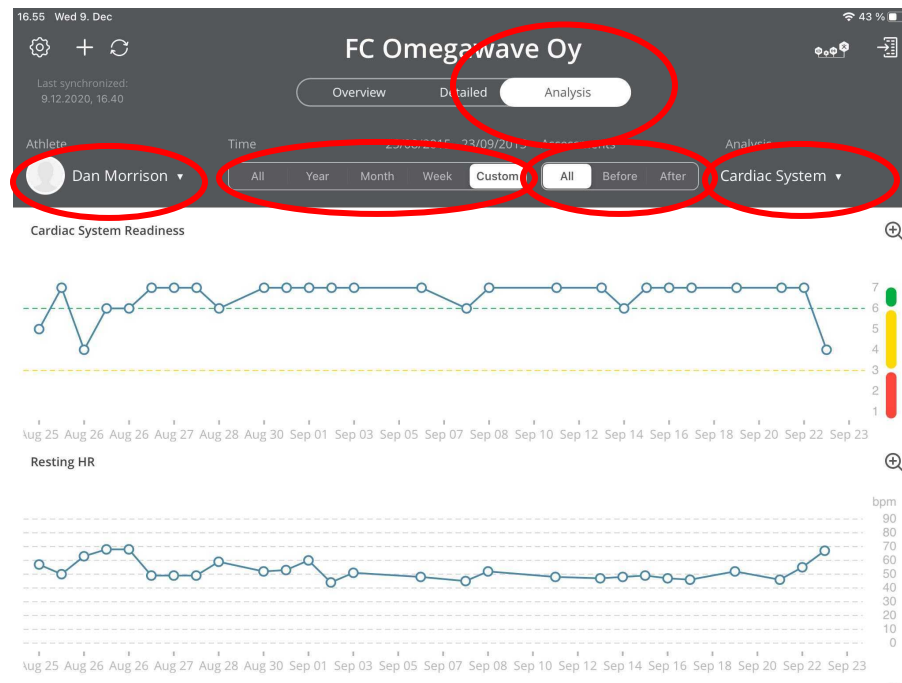 16.55 Wed 9. Dec 43 %
FC Omegawave Oy
Last synchronized:
9.12.2020, 16.40
Overview Detailed Analysis
Athlete Time 23/09/2015 Analysis
Dan Morrison All Year Month Week Custom All Before After Cardiac System
Cardiac System Readiness
7
6
5
4
3
2
1
Aug 25 Aug 26 Aug 26 Aug 27 Aug 28 Aug 30 Sep 01 Sep 03 Sep 05 Sep 07 Sep 08 Sep 10 Sep 12 Sep 14 Sep 16 Sep 18 Sep 20 Sep 22 Sep 23
Resting HR
bpm
90
80
70
60
50
40
30
20
10
0
Aug 25 Aug 26 Aug 26 Aug 27 Aug 28 Aug 30 Sep 01 Sep 03 Sep 05 Sep 07 Sep 08 Sep 10 Sep 12 Sep 14 Sep 16 Sep 18 Sep 20 Sep 22 Sep 23